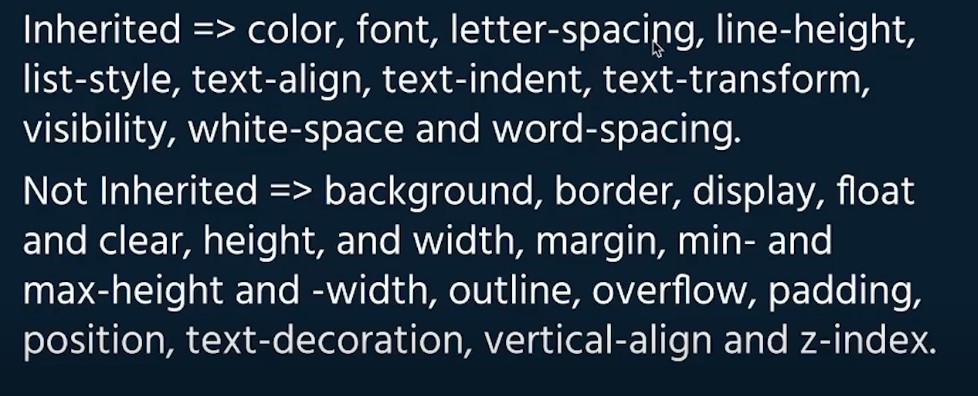 Inherited => color, font, letter-spacing, line-height,
list-style, text-align, text-indent, text-transform,
visibility, white-space and word-spacing.
Not Inherited => background, border, display, float
and clear, height, and width, margin, min- and
max-height and -width, outline, overflow, padding,
position, text-decoration, vertical-align and z-index.